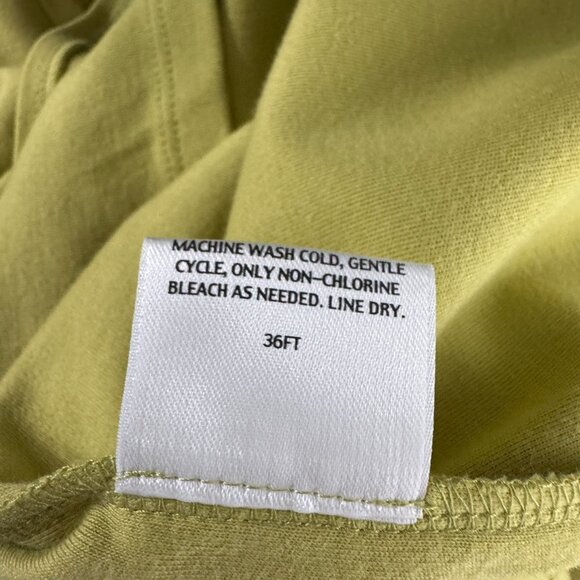 MACHINE WASH COLD, GENTLE
CYCLE, ONLY NON-CHLORINE
BLEACH AS NEEDED. LINE DRY.
36FT